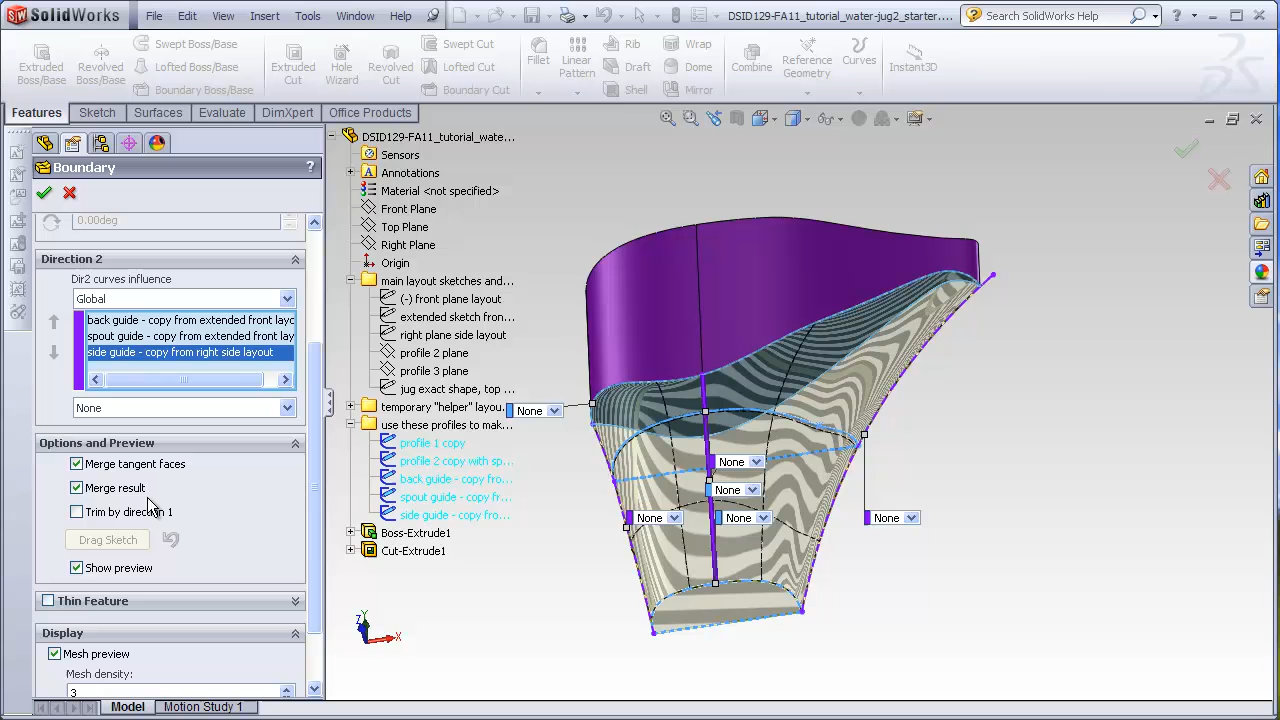 SolidWorks File Edit View Insert Tools Window Help DSID129-FA11_tutorial_water-jug2_starter.... Search SolidWorks Help
Extruded Boss/Base
Revolved Boss/Base
Swept Boss/Base
Lofted Boss/Base
Boundary Boss/Base
Extruded Cut
Hole Wizard
Revolved Cut
Swept Cut
Lofted Cut
Boundary Cut
Fillet
Linear Pattern
Rib
Draft
Shell
Wrap
Dome
Mirror
Combine
Reference Geometry
Curves
Instant3D
Features Sketch Surfaces Evaluate DimXpert Office Products
Boundary ?
0.00deg
Direction 2
Dir2 curves influence
Global
back guide - copy from extended front layc
spout guide - copy from extended front lay
side guide - copy from right side layout
None
Options and Preview
Merge tangent faces
Merge result
Trim by direction 1
Drag Sketch
Show preview
Thin Feature
Display
Mesh preview
Mesh density:
3
DSID129-FA11_tutorial_wate...
Sensors
Annotations
Material <not specified>
Front Plane
Top Plane
Right Plane
Origin
main layout sketches and...
(-) front plane layout
extended sketch fron...
right plane side layout
profile 2 plane
profile 3 plane
jug exact shape, top ...
temporary "helper" layou...
use these profiles to mak...
profile 1 copy
profile 2 copy with sp...
back guide - copy fro...
spout guide - copy fro...
side guide - copy fro...
Boss-Extrude1
Cut-Extrude1
None
None
None
None
None
None
Y
Z
X
Model Motion Study 1